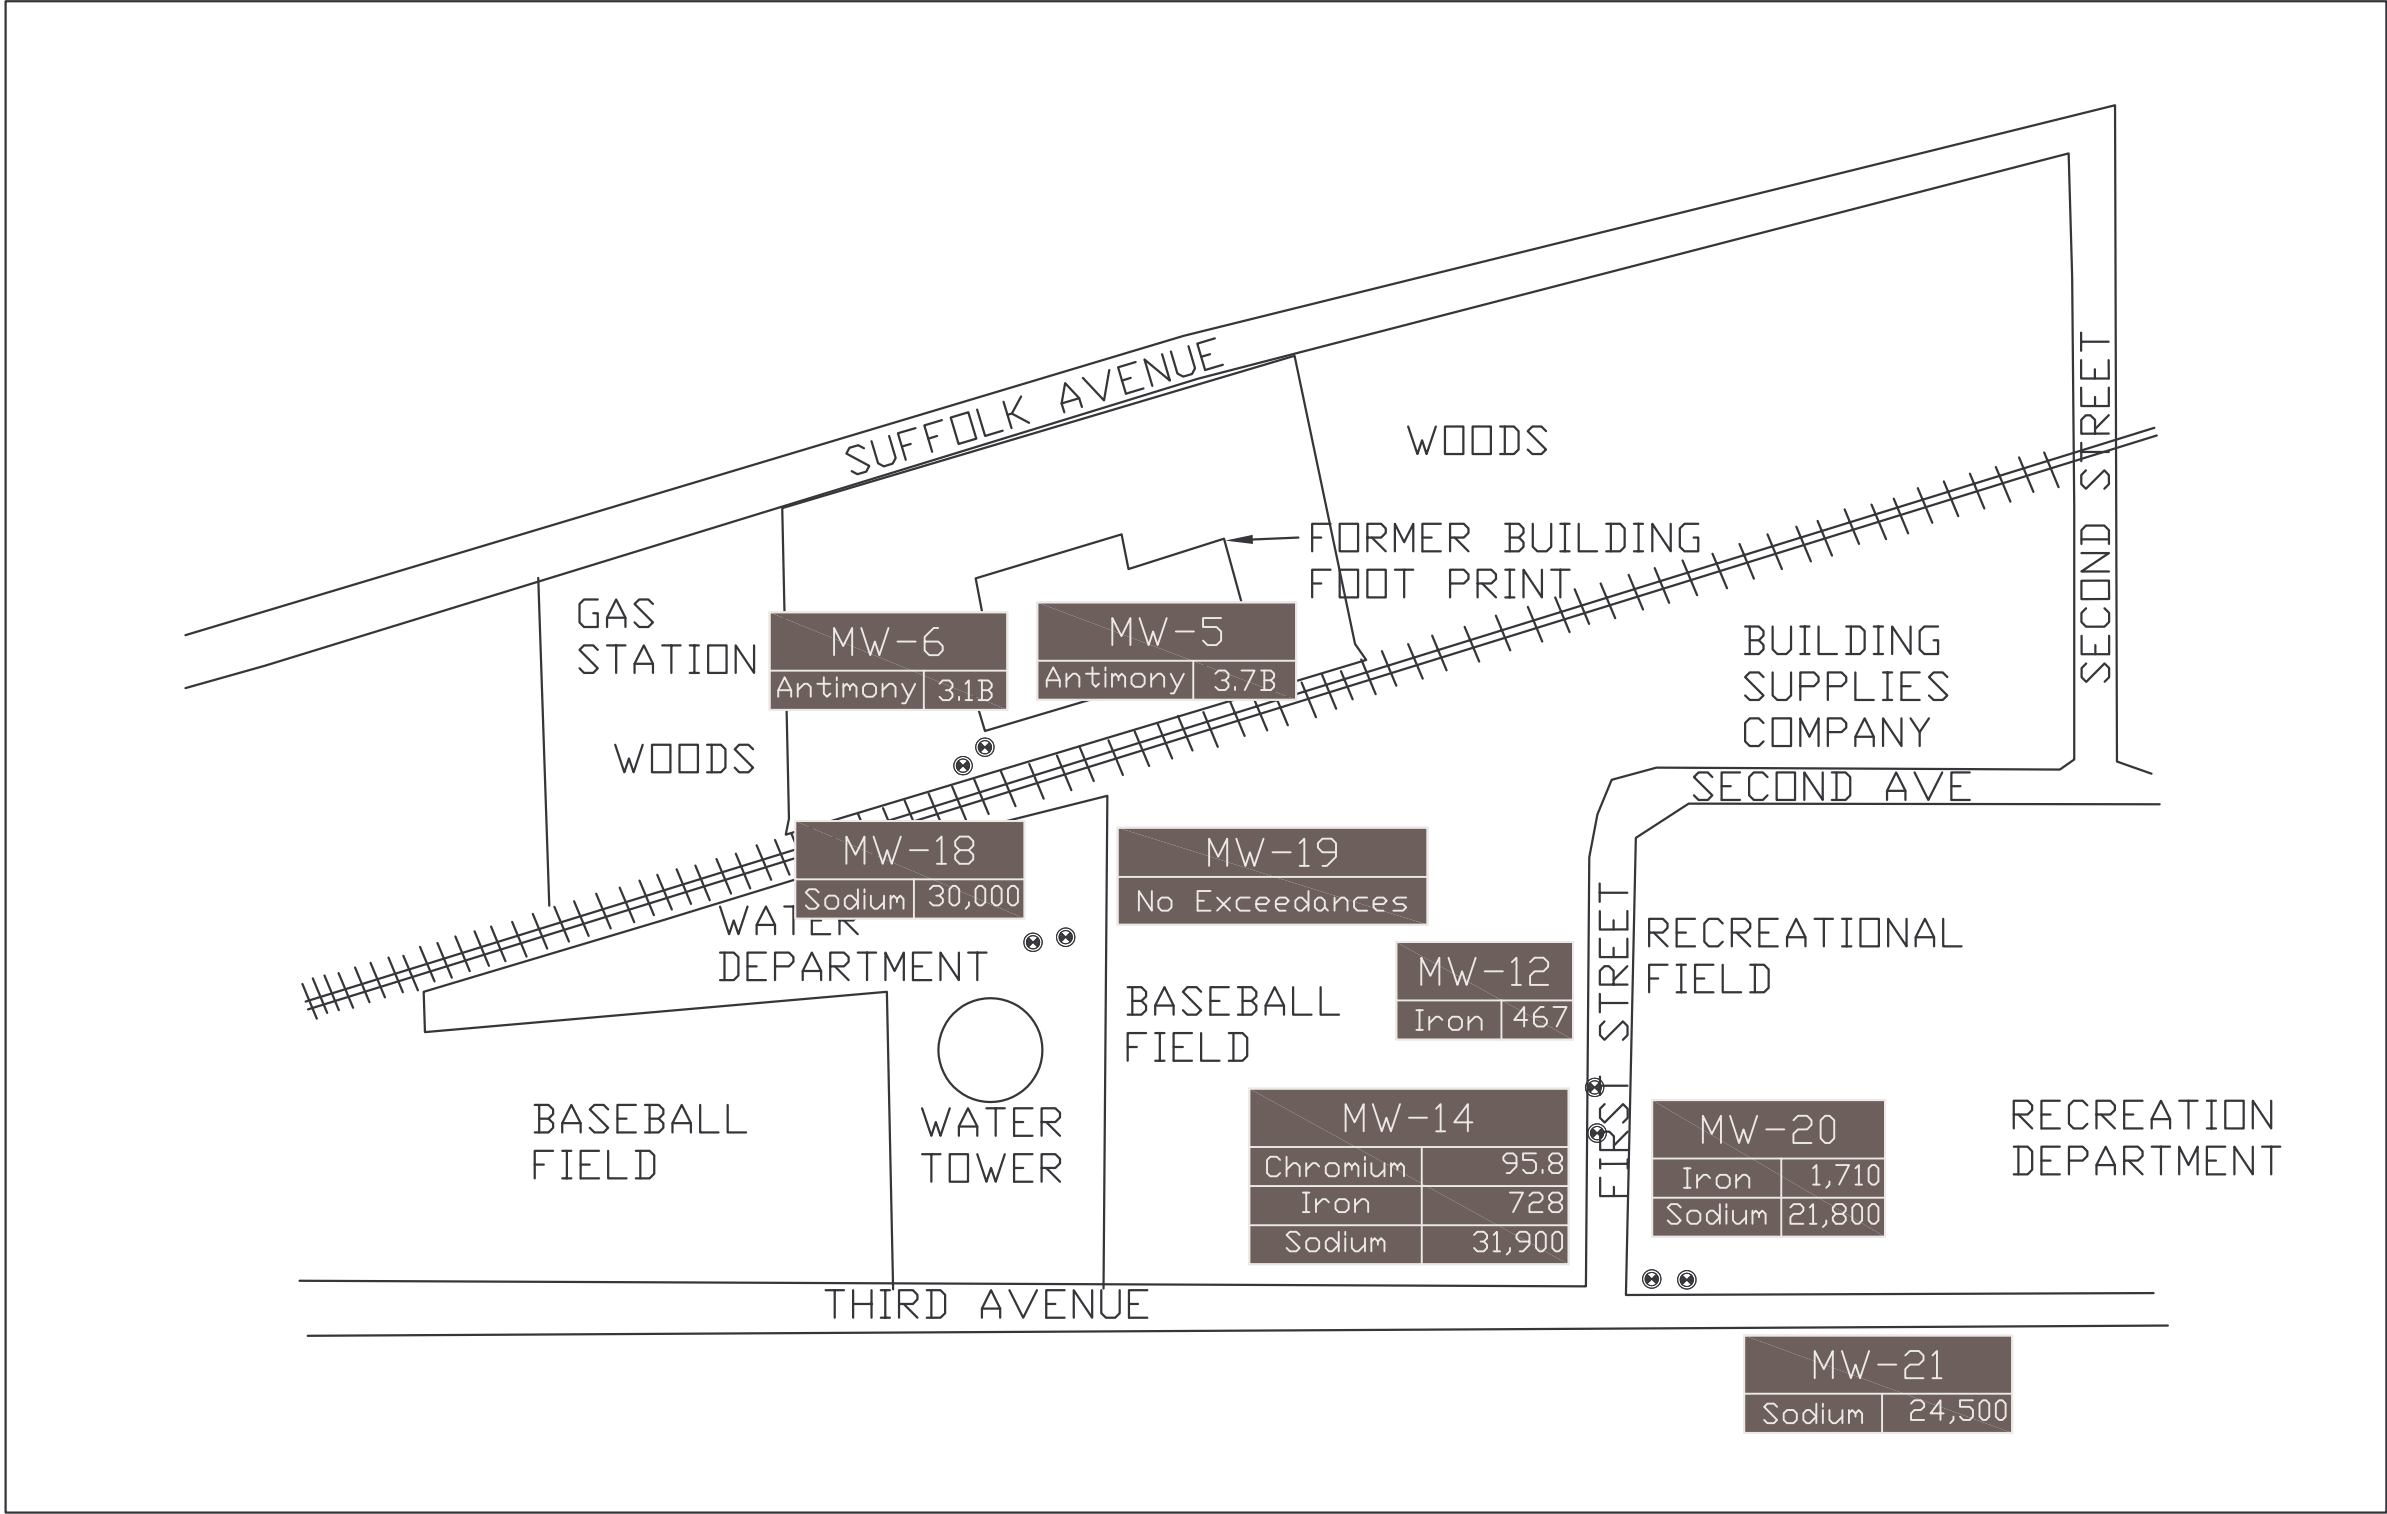 SUFFOLK AVENUE
WOODS
SECOND STREET
FORMER BUILDING
FOOT PRINT
GAS
STATION
MW-6
Antimony 3.1B
MW-5
Antimony 3.7B
BUILDING
SUPPLIES
COMPANY
WOODS
SECOND AVE
MW-18
Sodium 30,000
MW-19
No Exceedances
WATER
DEPARTMENT
FIRST STREET
RECREATIONAL
FIELD
MW-12
Iron 467
BASEBALL
FIELD
BASEBALL
FIELD
WATER
TOWER
MW-14
Chromium 95.8
Iron 728
Sodium 31,900
MW-20
Iron 1,710
Sodium 21,800
RECREATION
DEPARTMENT
THIRD AVENUE
MW-21
Sodium 24,500